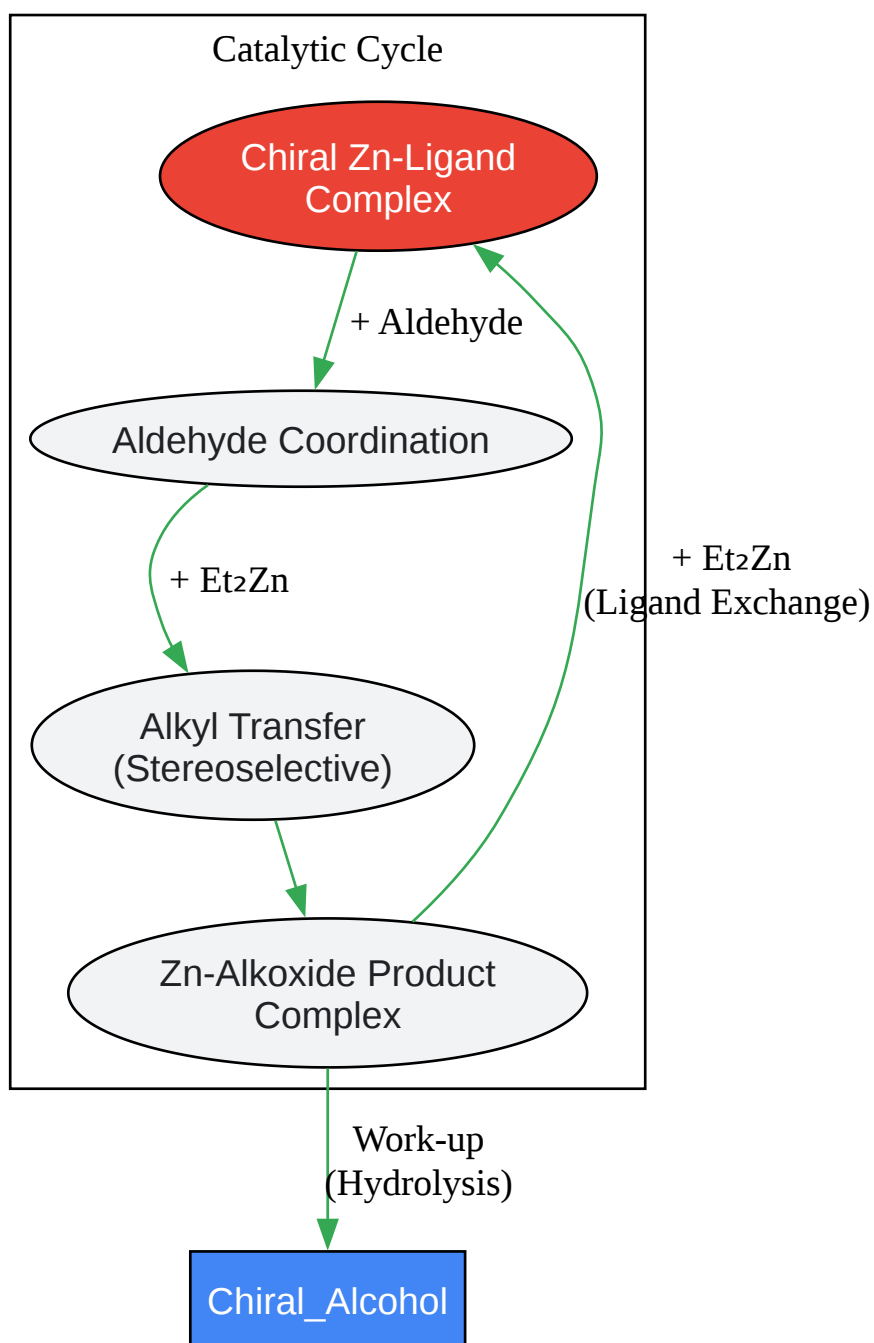 Catalytic Cycle
Chiral Zn-Ligand
Complex
+ Aldehyde
Aldehyde Coordination
+ Et₂Zn
+ Et₂Zn
(Ligand Exchange)
Alkyl Transfer
(Stereoselective)
Zn-Alkoxide Product
Complex
Work-up
(Hydrolysis)
Chiral_Alcohol